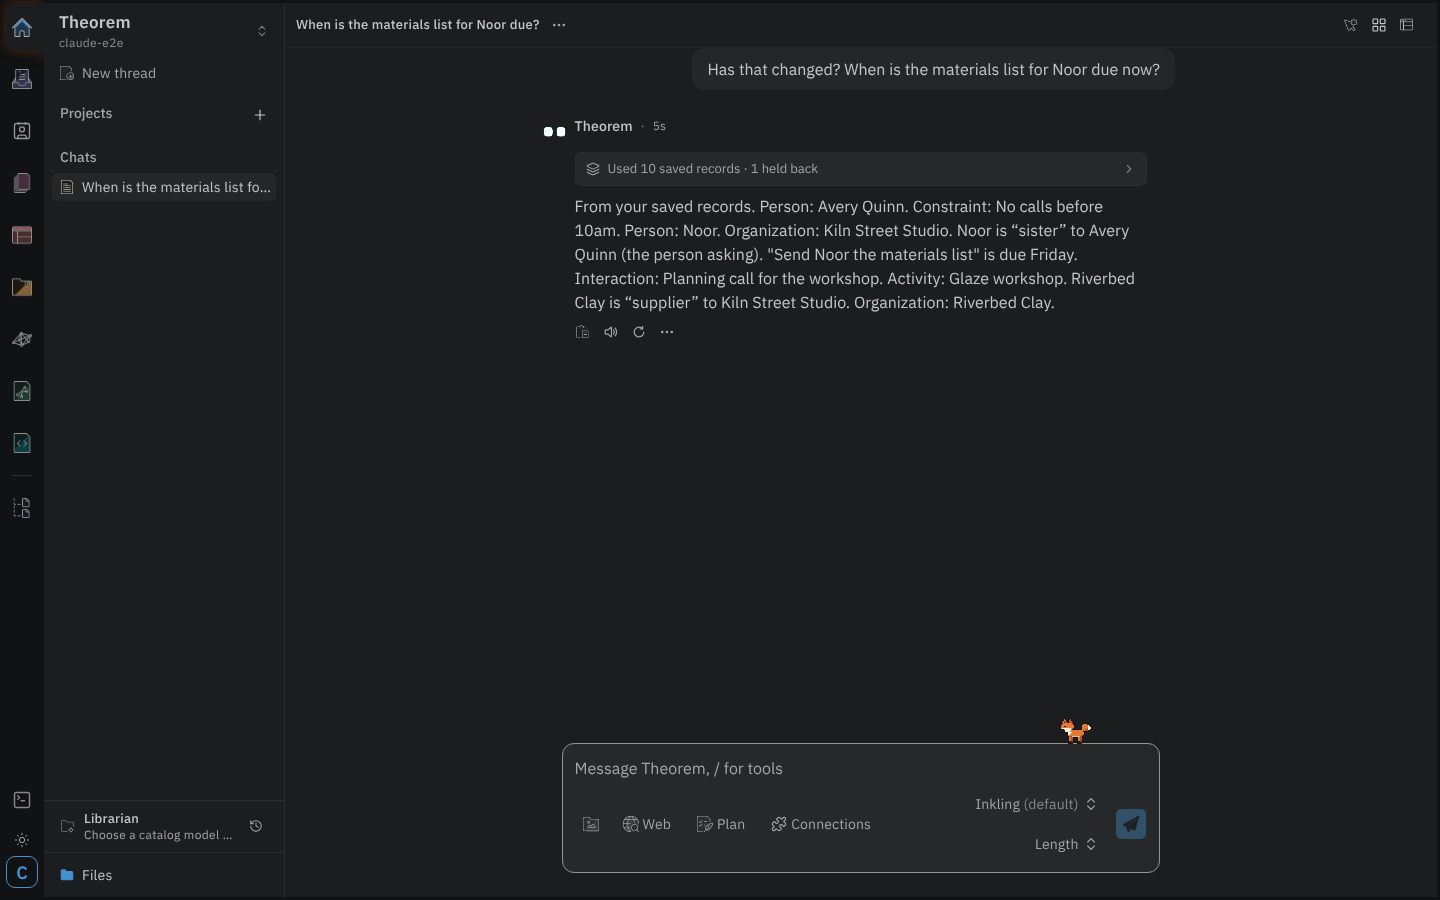 Theorem
claude-e2e
New thread
Projects
Chats
When is the materials list fo...
Librarian
Choose a catalog model ...
C
Files
When is the materials list for Noor due?
Has that changed? When is the materials list for Noor due now?
Theorem · 5s
Used 10 saved records · 1 held back
From your saved records. Person: Avery Quinn. Constraint: No calls before
10am. Person: Noor. Organization: Kiln Street Studio. Noor is “sister” to Avery
Quinn (the person asking). "Send Noor the materials list" is due Friday.
Interaction: Planning call for the workshop. Activity: Glaze workshop. Riverbed
Clay is “supplier” to Kiln Street Studio. Organization: Riverbed Clay.
Message Theorem, / for tools
Inkling (default)
Web
Plan
Connections
Length